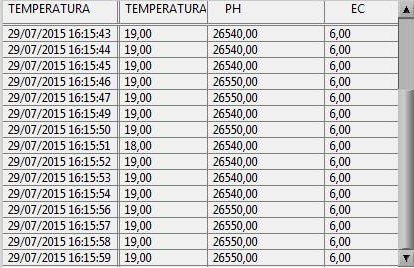 TEMPERATURA TEMPERATURA PH EC
29/07/2015 16:15:43 19,00 26540,00 6,00
29/07/2015 16:15:44 19,00 26540,00 6,00
29/07/2015 16:15:45 19,00 26540,00 6,00
29/07/2015 16:15:46 19,00 26550,00 6,00
29/07/2015 16:15:47 19,00 26550,00 6,00
29/07/2015 16:15:49 19,00 26540,00 6,00
29/07/2015 16:15:50 19,00 26550,00 6,00
29/07/2015 16:15:51 18,00 26540,00 6,00
29/07/2015 16:15:52 19,00 26540,00 6,00
29/07/2015 16:15:53 19,00 26540,00 6,00
29/07/2015 16:15:54 19,00 26540,00 6,00
29/07/2015 16:15:56 19,00 26550,00 6,00
29/07/2015 16:15:57 19,00 26550,00 6,00
29/07/2015 16:15:58 19,00 26550,00 6,00
29/07/2015 16:15:59 19,00 26550,00 6,00